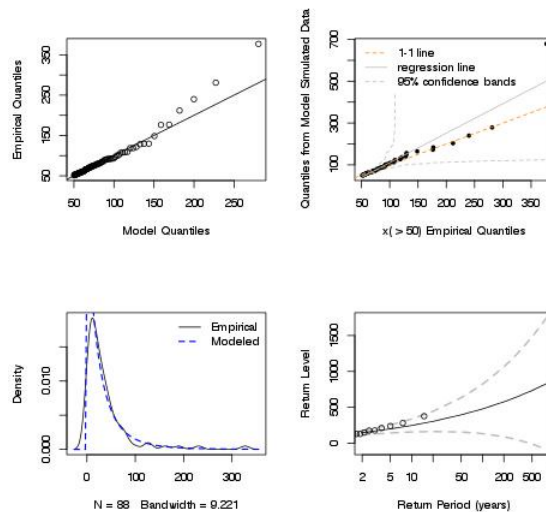 Empirical Quantiles
50 150 250 350
50 100 150 200 250
Model Quantiles
Quantiles from Model Simulated Data
100 300 500 700
1-1 line
regression line
95% confidence bands
50 100 150 200 250 300 350
x( > 50) Empirical Quantiles
Density
0.000 0.010
Empirical
Modeled
0 100 200 300
N = 88 Bandwidth = 9.221
Return Level
0 500 1000 1500
2 5 10 20 50 200 500
Return Period (years)